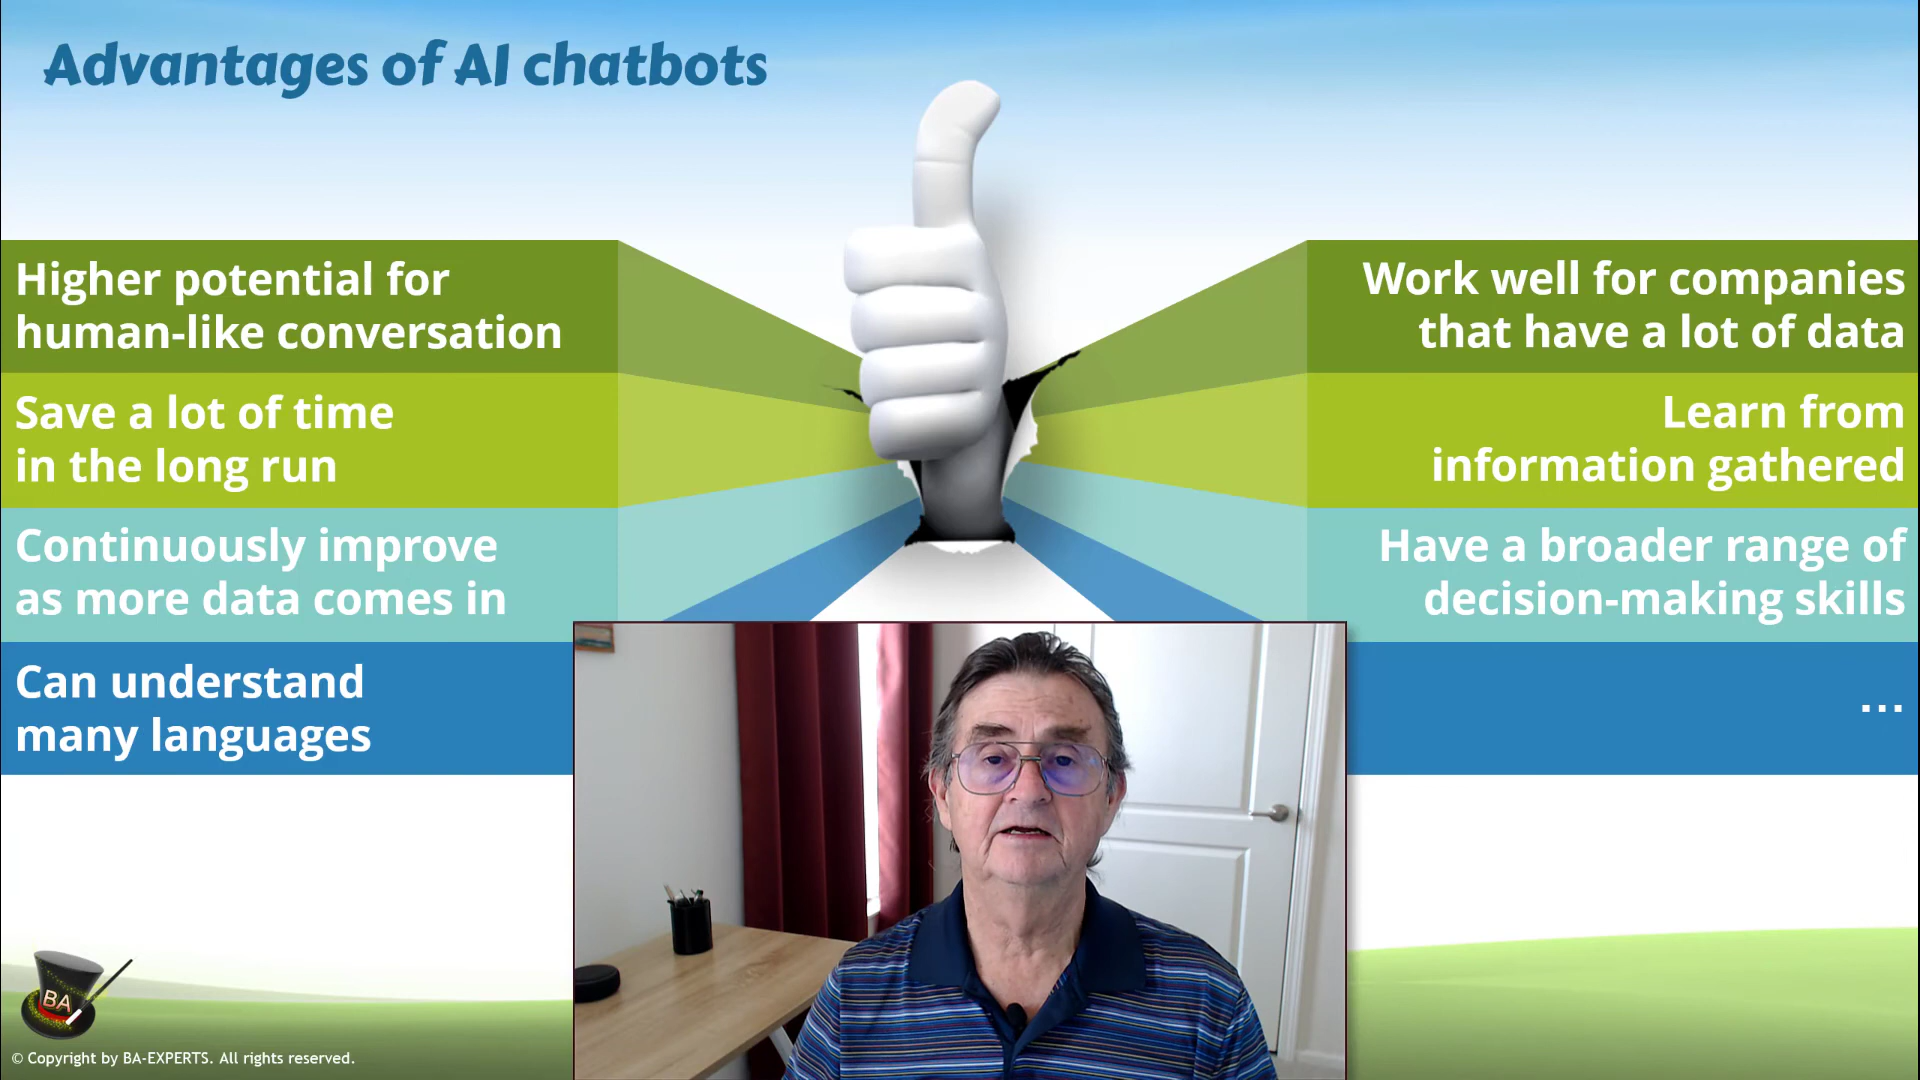 Advantages of AI chatbots
Higher potential for
human-like conversation
Save a lot of time
in the long run
Continuously improve
as more data comes in
Can understand
many languages
Work well for companies
that have a lot of data
Learn from
information gathered
Have a broader range of
decision-making skills
...
BA
© Copyright by BA-EXPERTS. All rights reserved.